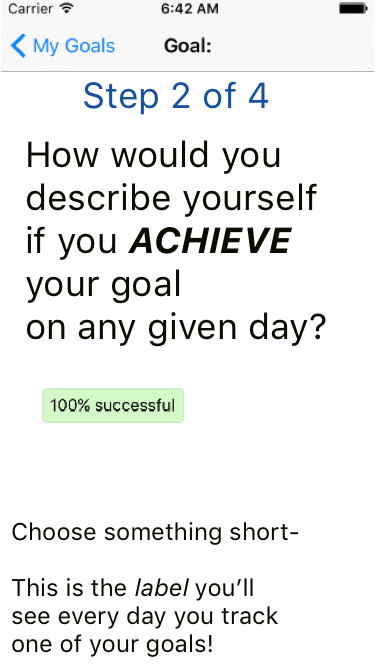 Carrier 6:42 AM
My Goals Goal:
Step 2 of 4
How would you
describe yourself
if you ACHIEVE
your goal
on any given day?
100% successful
Choose something short-
This is the label you'll
see every day you track
one of your goals!